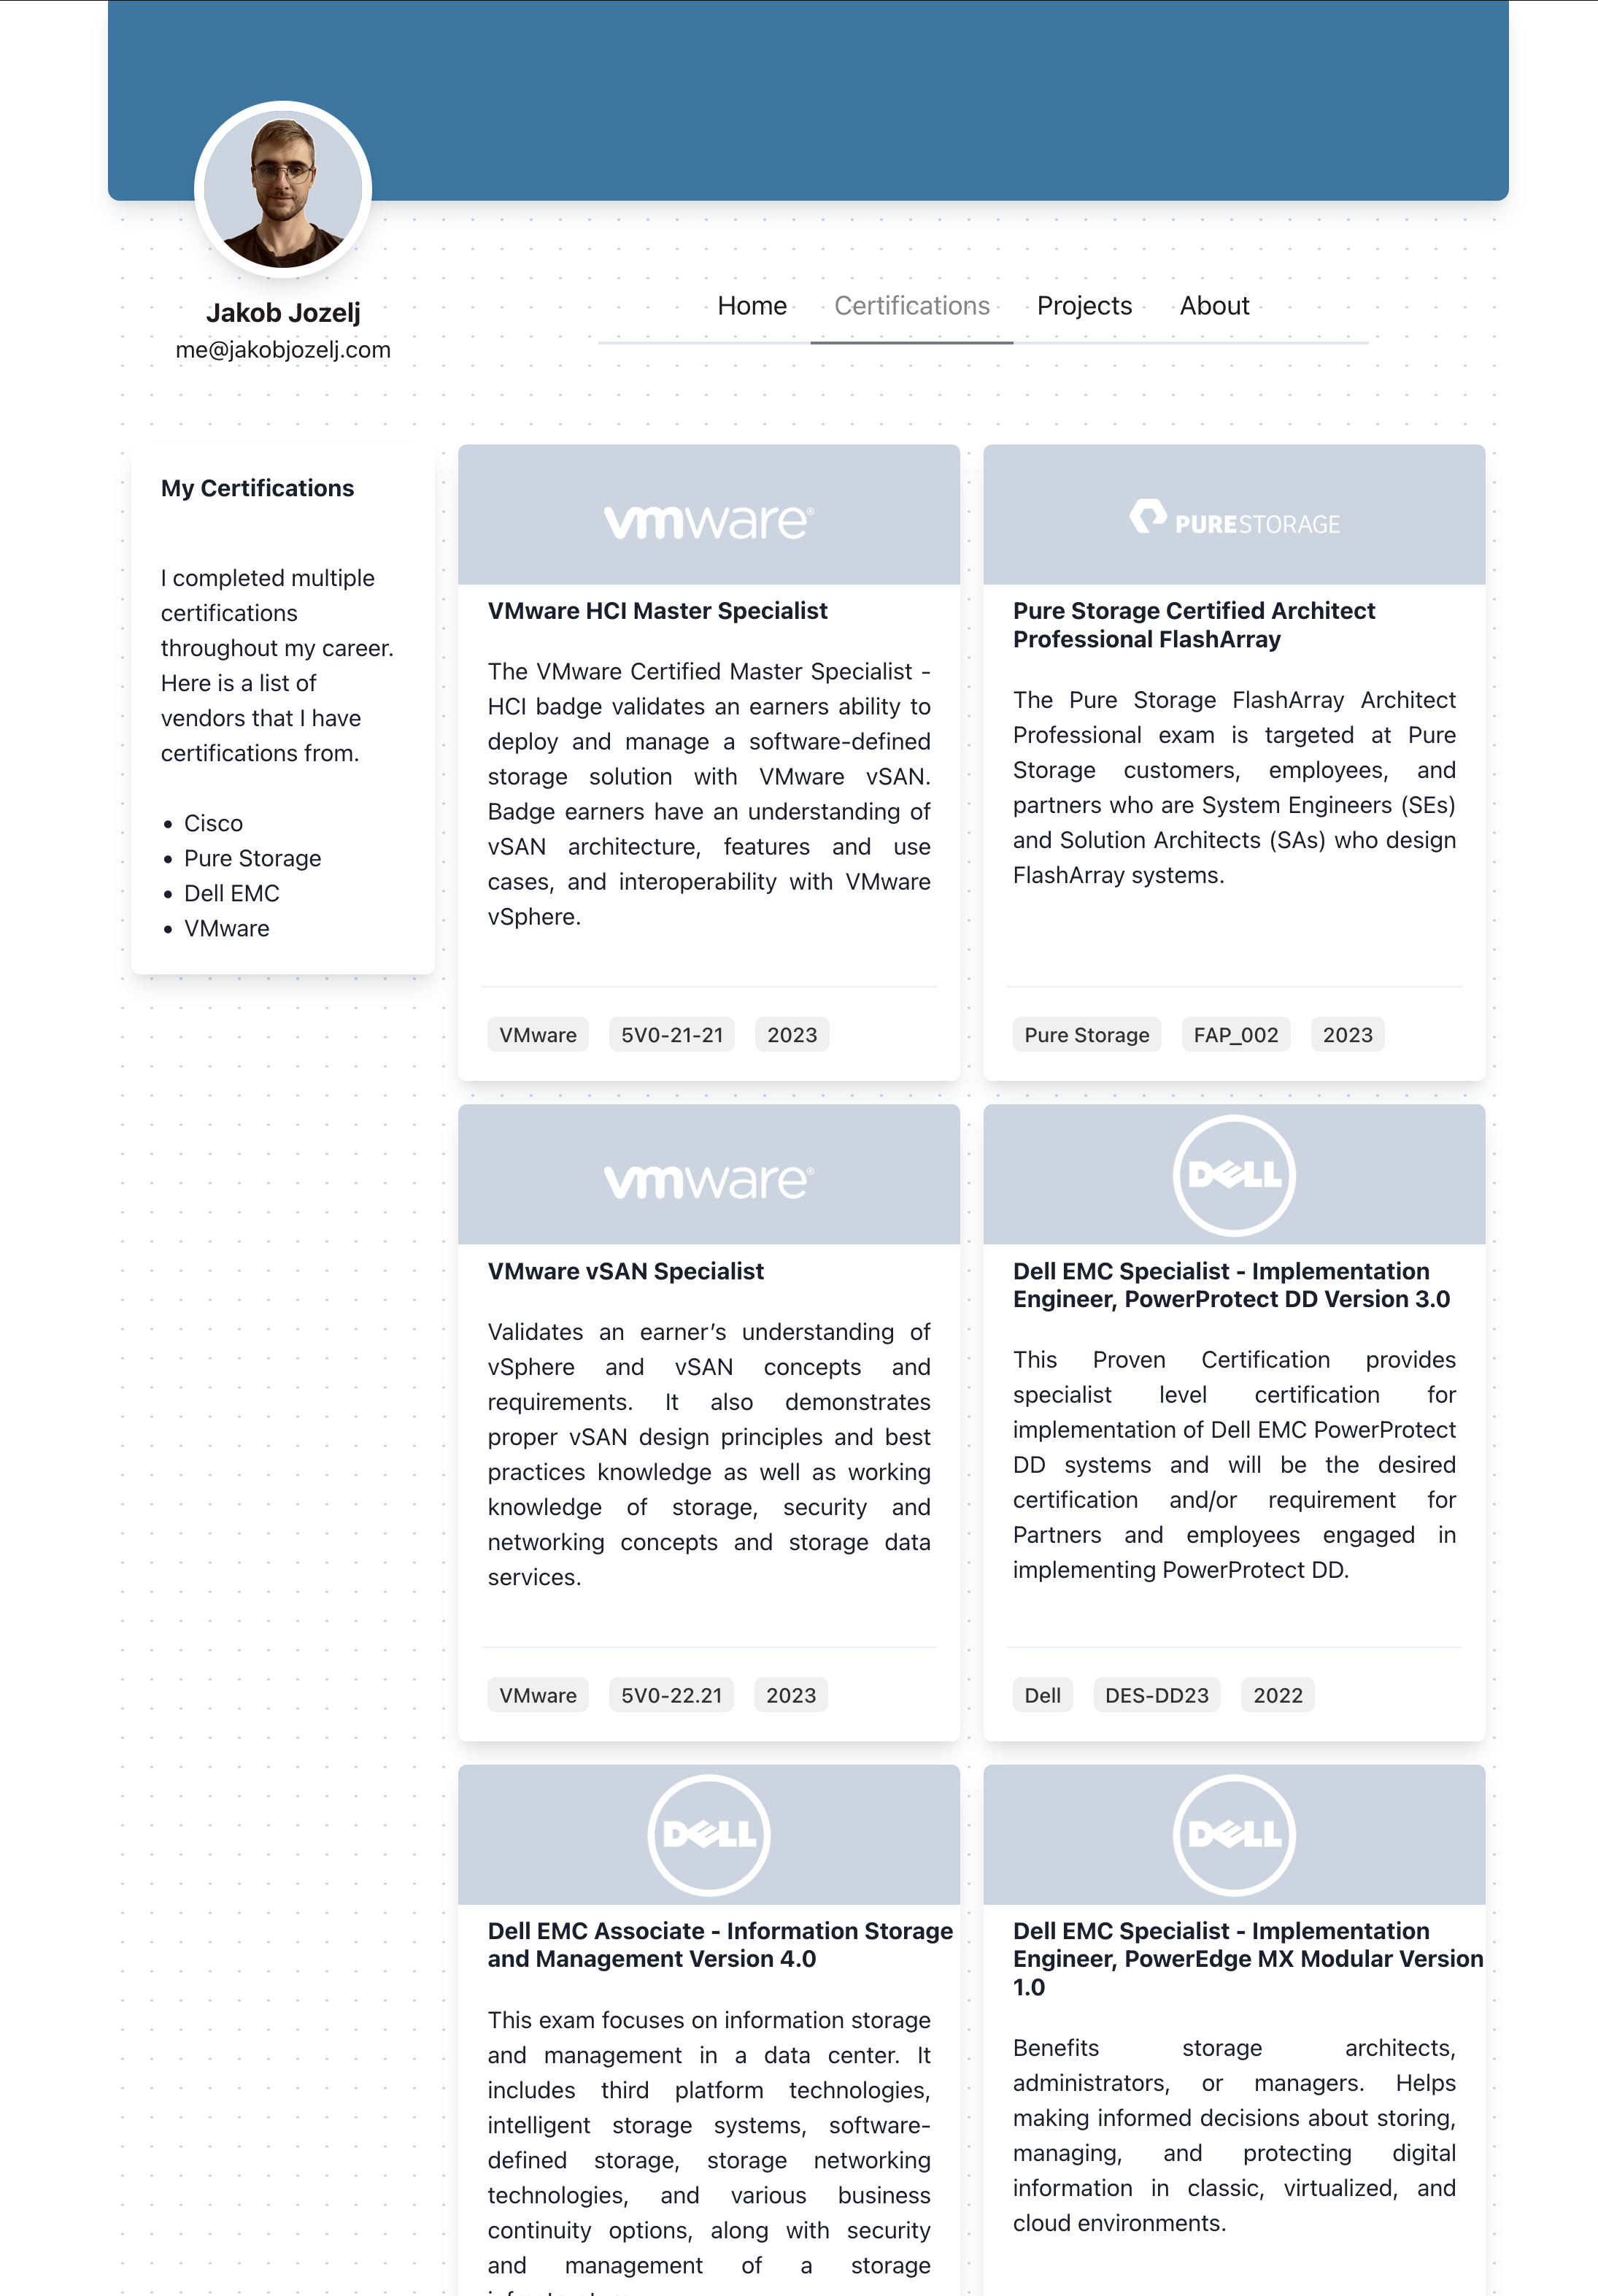 Jakob Jozelj
me@jakobjozelj.com
Home Certifications Projects About
My Certifications
I completed multiple
certifications
throughout my career.
Here is a list of
vendors that I have
certifications from.
• Cisco
• Pure Storage
• Dell EMC
• VMware
vmware®
VMware HCI Master Specialist
The VMware Certified Master Specialist -
HCI badge validates an earners ability to
deploy and manage a software-defined
storage solution with VMware vSAN.
Badge earners have an understanding of
vSAN architecture, features and use
cases, and interoperability with VMware
vSphere.
VMware 5V0-21-21 2023
PURESTORAGE
Pure Storage Certified Architect
Professional FlashArray
The Pure Storage FlashArray Architect
Professional exam is targeted at Pure
Storage customers, employees, and
partners who are System Engineers (SEs)
and Solution Architects (SAs) who design
FlashArray systems.
Pure Storage FAP_002 2023
vmware®
VMware vSAN Specialist
Validates an earner’s understanding of
vSphere and vSAN concepts and
requirements. It also demonstrates
proper vSAN design principles and best
practices knowledge as well as working
knowledge of storage, security and
networking concepts and storage data
services.
VMware 5V0-22.21 2023
DELL
Dell EMC Specialist - Implementation
Engineer, PowerProtect DD Version 3.0
This Proven Certification provides
specialist level certification for
implementation of Dell EMC PowerProtect
DD systems and will be the desired
certification and/or requirement for
Partners and employees engaged in
implementing PowerProtect DD.
Dell DES-DD23 2022
DELL
Dell EMC Associate - Information Storage
and Management Version 4.0
This exam focuses on information storage
and management in a data center. It
includes third platform technologies,
intelligent storage systems, software-
defined storage, storage networking
technologies, and various business
continuity options, along with security
and management of a storage
DELL
Dell EMC Specialist - Implementation
Engineer, PowerEdge MX Modular Version
1.0
Benefits storage architects,
administrators, or managers. Helps
making informed decisions about storing,
managing, and protecting digital
information in classic, virtualized, and
cloud environments.